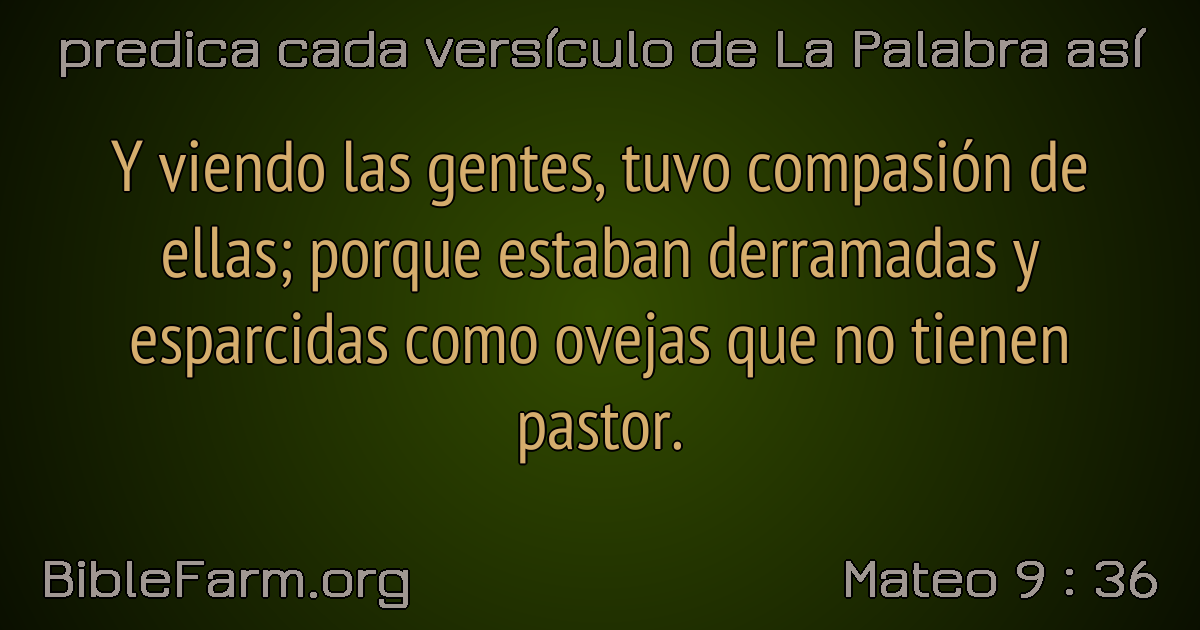 predica cada versículo de La Palabra así
Y viendo las gentes, tuvo compasión de
ellas; porque estaban derramadas y
esparcidas como ovejas que no tienen
pastor.
BibleFarm.org
Mateo 9 : 36